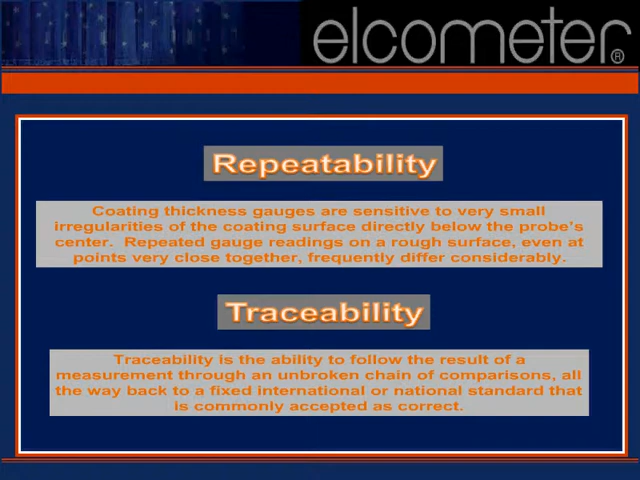 elcometer®
Repeatability
Coating thickness gauges are sensitive to very small
irregularities of the coating surface directly below the probe's
center. Repeated gauge readings on a rough surface, even at
points very close together, frequently differ considerably.
Traceability
Traceability is the ability to follow the result of a
measurement through an unbroken chain of comparisons, all
the way back to a fixed international or national standard that
is commonly accepted as correct.